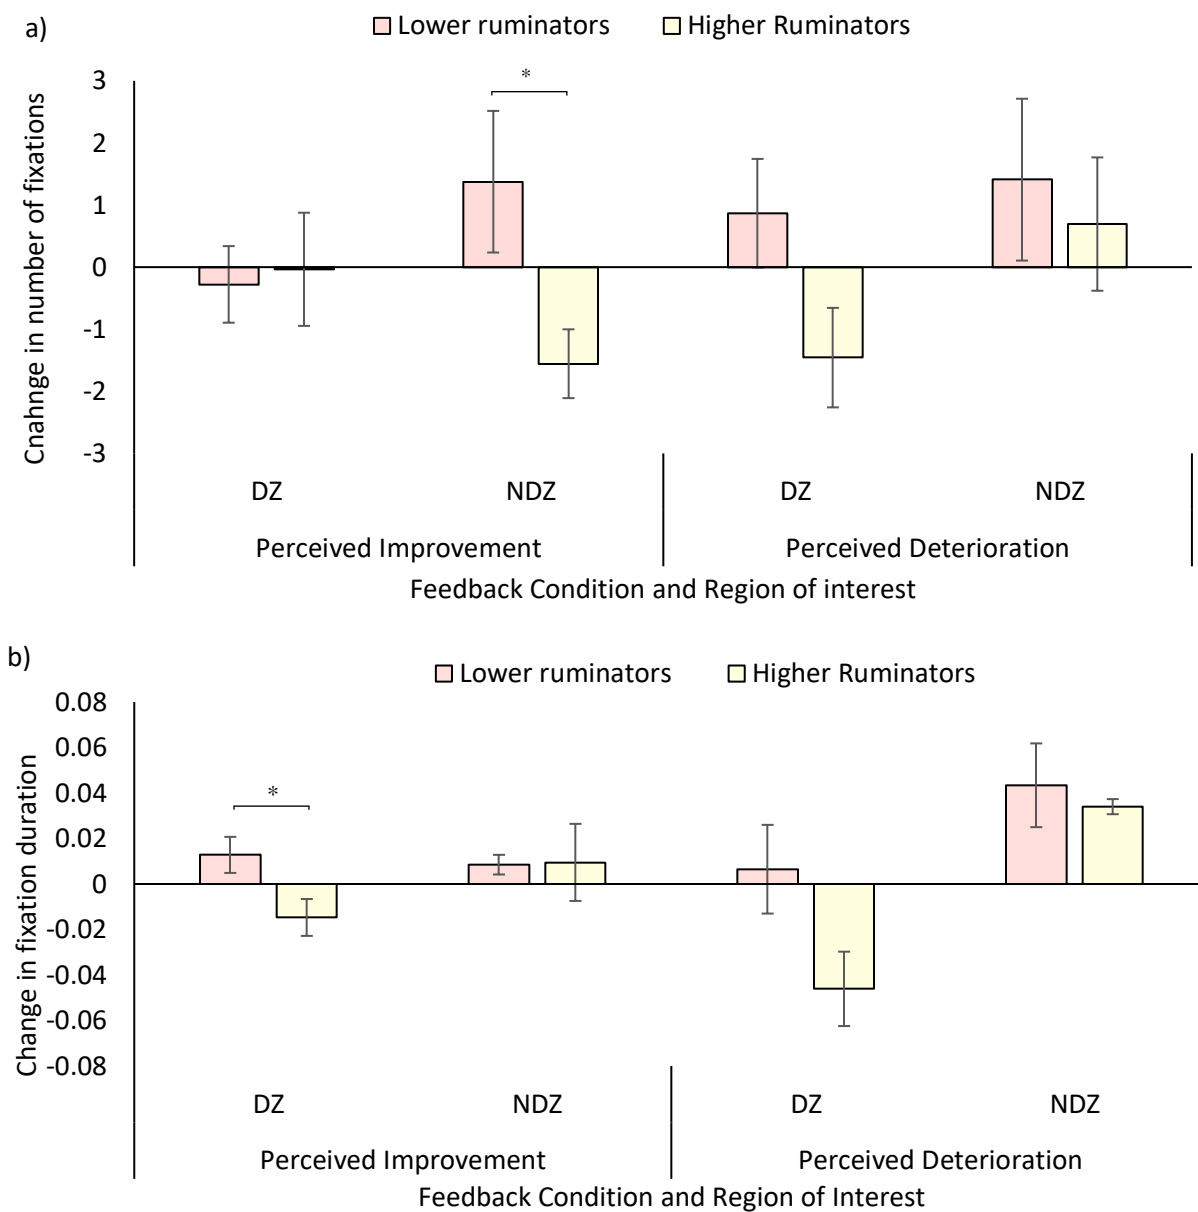 a)
Lower ruminators Higher Ruminators
*
Cnahnge in number of fixations
3
2
1
0
-1
-2
-3
DZ NDZ DZ NDZ
Perceived Improvement Perceived Deterioration
Feedback Condition and Region of interest
b)
Lower ruminators Higher Ruminators
*
Change in fixation duration
0.08
0.06
0.04
0.02
0
-0.02
-0.04
-0.06
-0.08
DZ NDZ DZ NDZ
Perceived Improvement Perceived Deterioration
Feedback Condition and Region of Interest